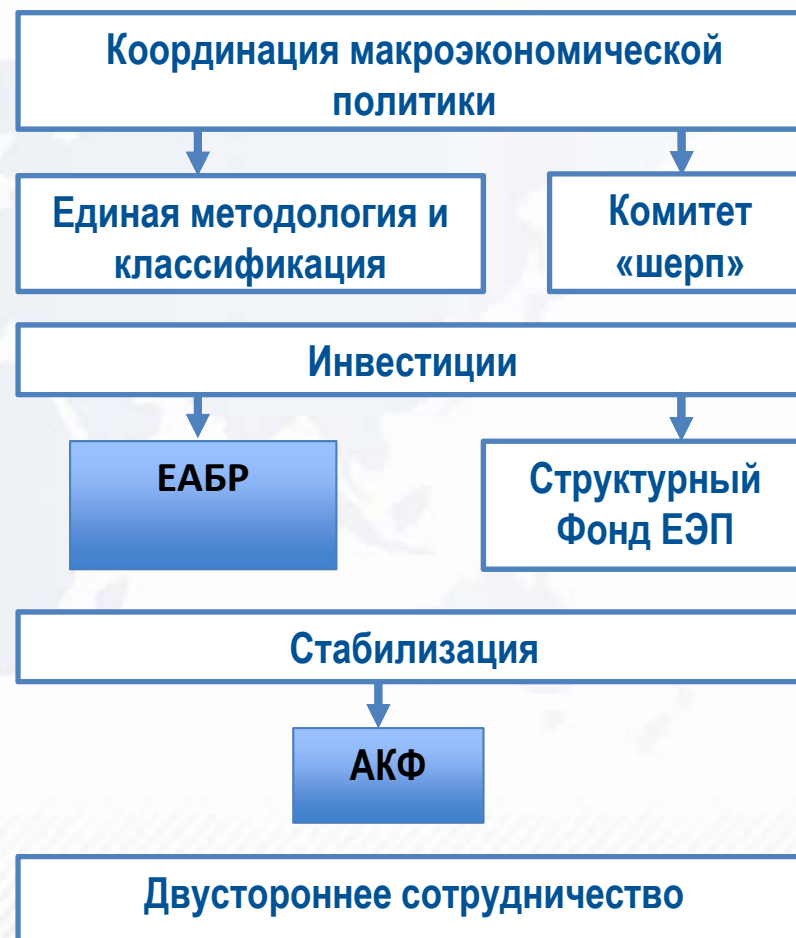 Координация макроэкономической
политики
Единая методология и
классификация
Комитет
«шерп»
Инвестиции
ЕАБР
Структурный
Фонд ЕЭП
Стабилизация
АКФ
Двустороннее сотрудничество